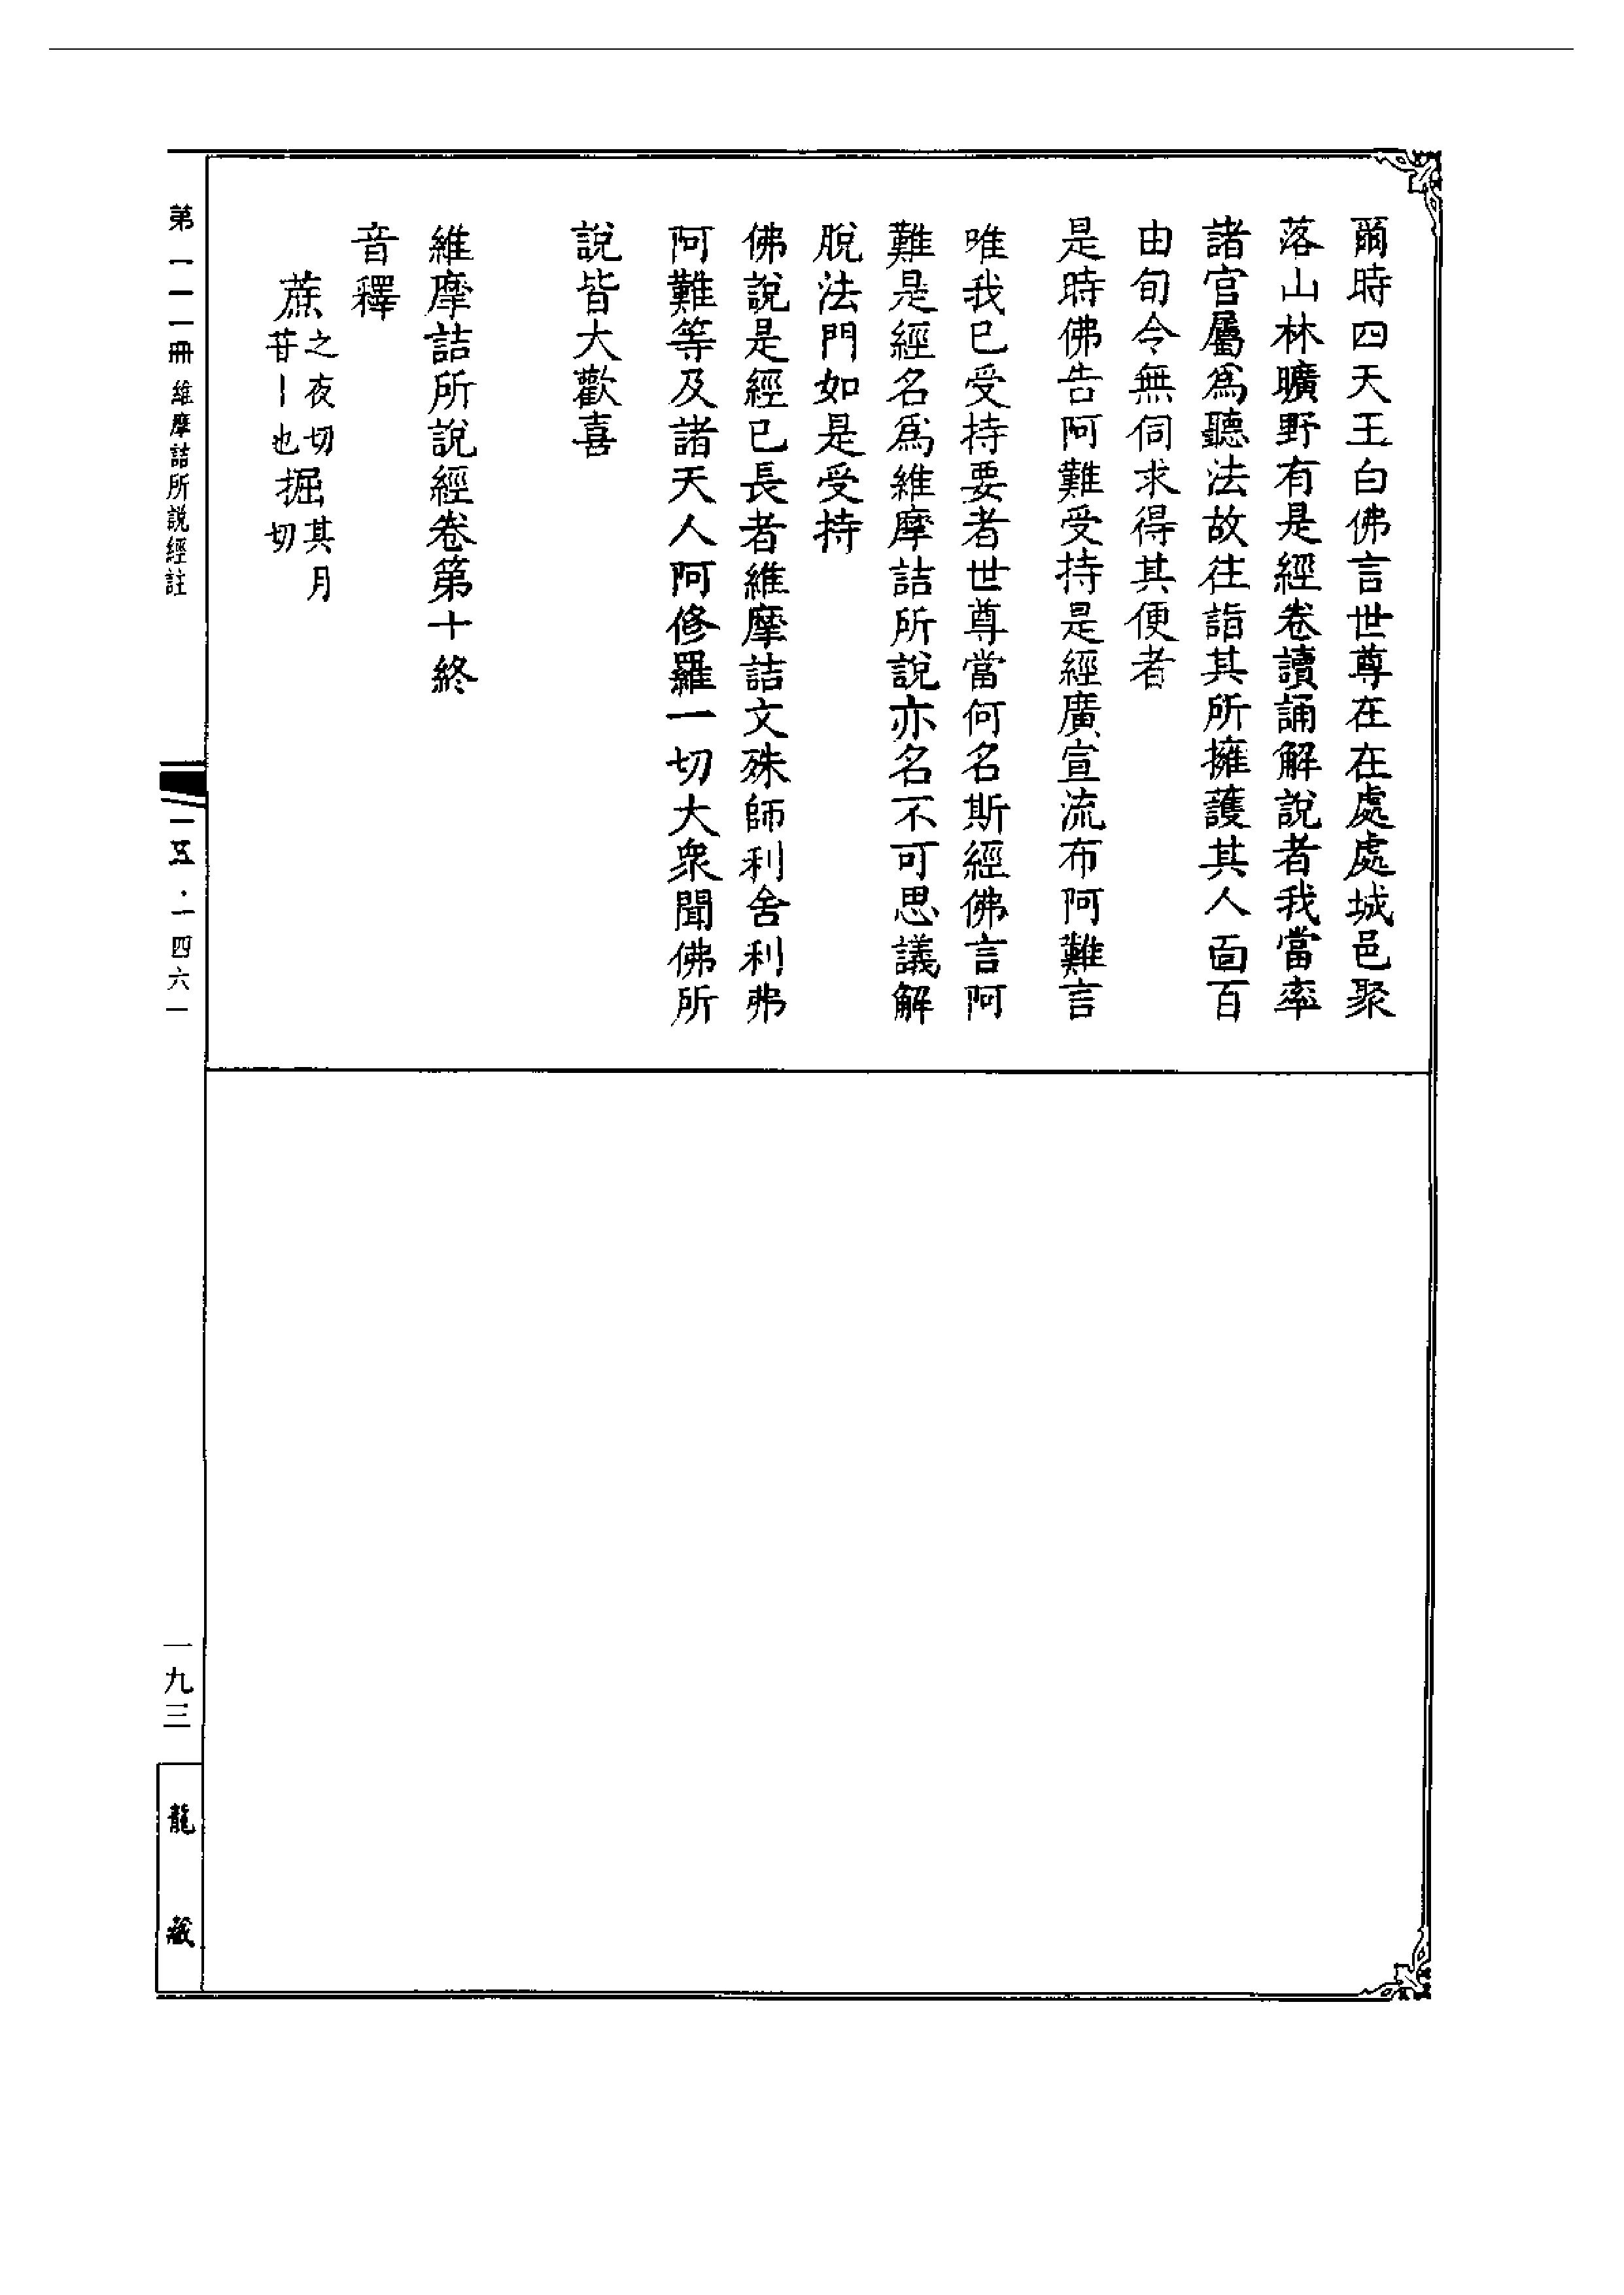 爾時四天王白佛言世尊在在處處城邑聚
落山林曠野有是經卷讀誦解說者我當率
諸官屬爲聽法故往詣其所擁護其人面百
由旬令無伺求得其便者
是時佛告阿難受持是經廣宣流布阿難言
唯我已受持要者世尊當何名斯經佛言阿
難是經名爲維摩詰所說亦名不可思議解
脫法門如是受持
佛說是經已長者維摩詰文殊師利舍利弗
阿難等及諸天人阿修羅一切大衆聞佛所
說皆大歡喜
維摩詰所說經卷第十終
音釋
蔗之夜切苷丨也掘其月切
第一一一冊 維摩詰所說經註
一五·一四六一
一九三
龍藏